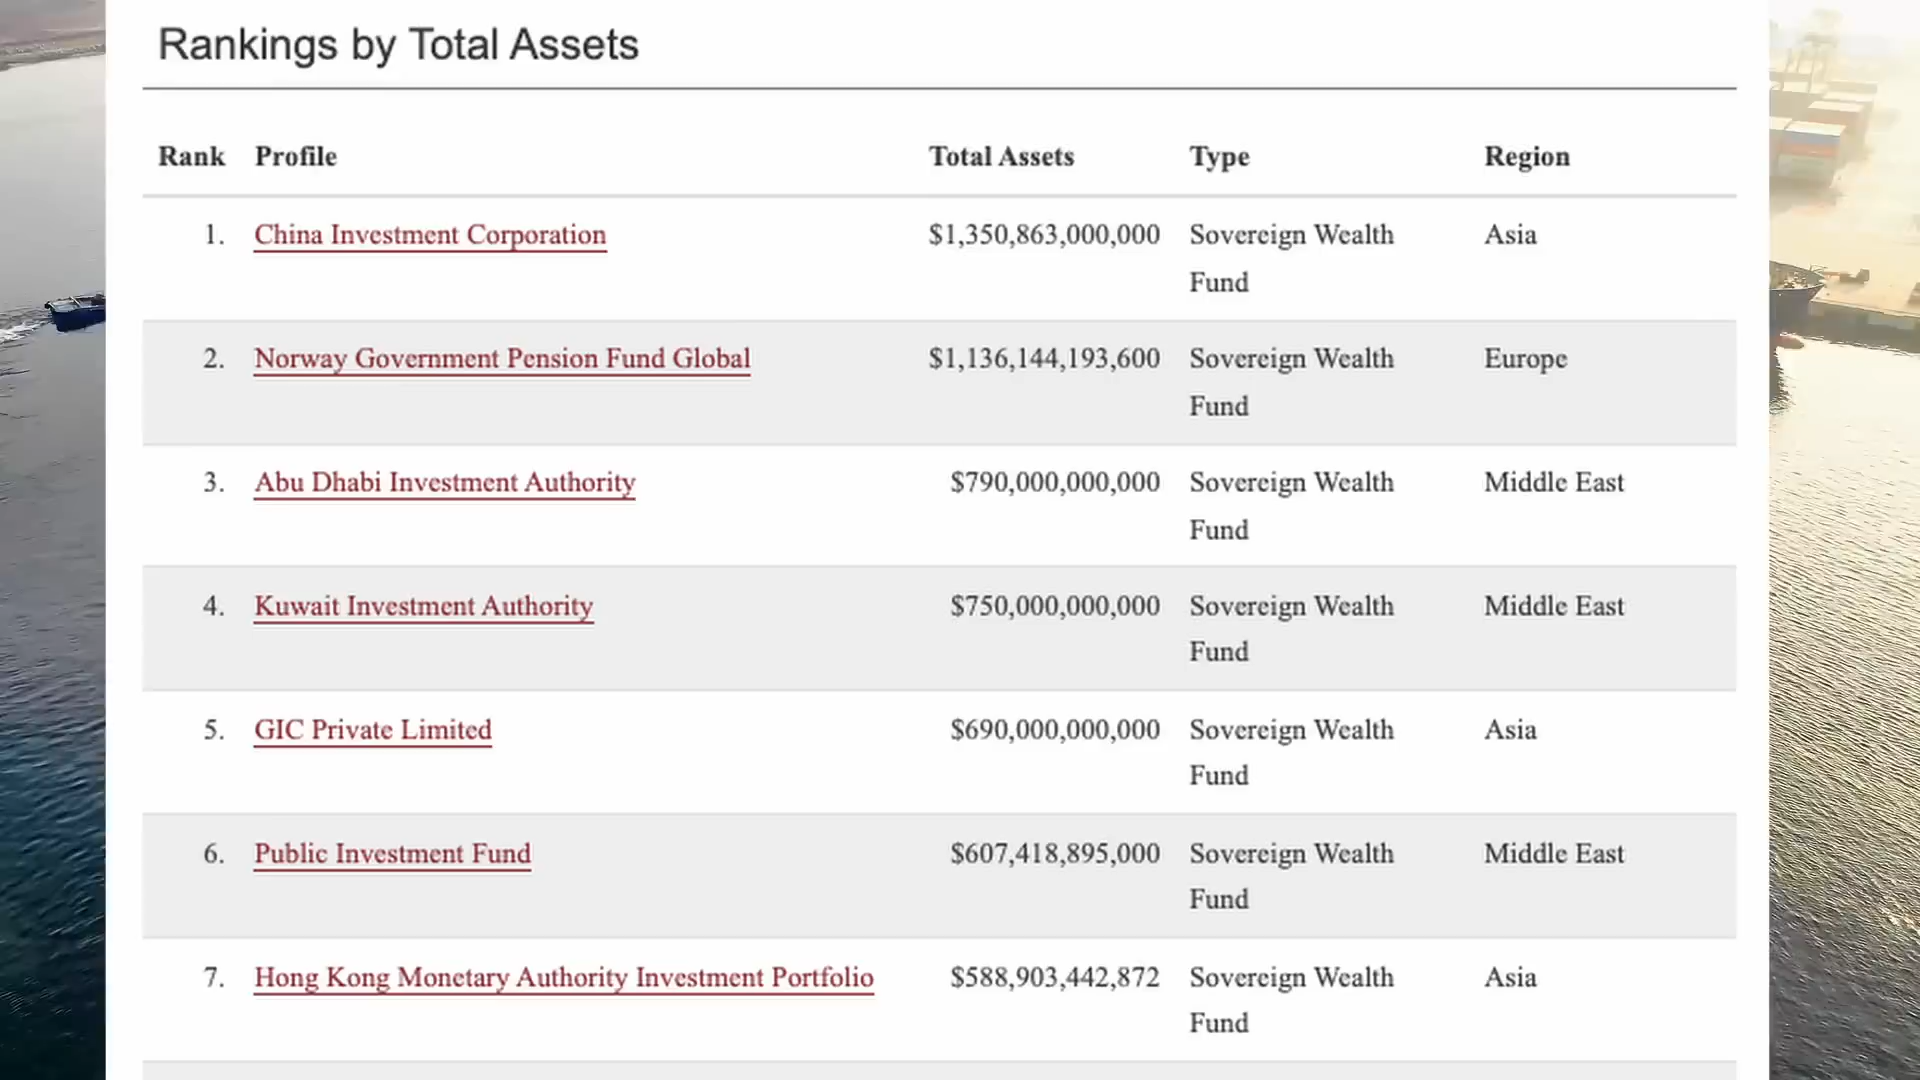 Rankings by Total Assets
Rank Profile Total Assets Type Region
1. China Investment Corporation $1,350,863,000,000 Sovereign Wealth Asia
Fund
2. Norway Government Pension Fund Global $1,136,144,193,600 Sovereign Wealth Europe
Fund
3. Abu Dhabi Investment Authority $790,000,000,000 Sovereign Wealth Middle East
Fund
4. Kuwait Investment Authority $750,000,000,000 Sovereign Wealth Middle East
Fund
5. GIC Private Limited $690,000,000,000 Sovereign Wealth Asia
Fund
6. Public Investment Fund $607,418,895,000 Sovereign Wealth Middle East
Fund
7. Hong Kong Monetary Authority Investment Portfolio $588,903,442,872 Sovereign Wealth Asia
Fund